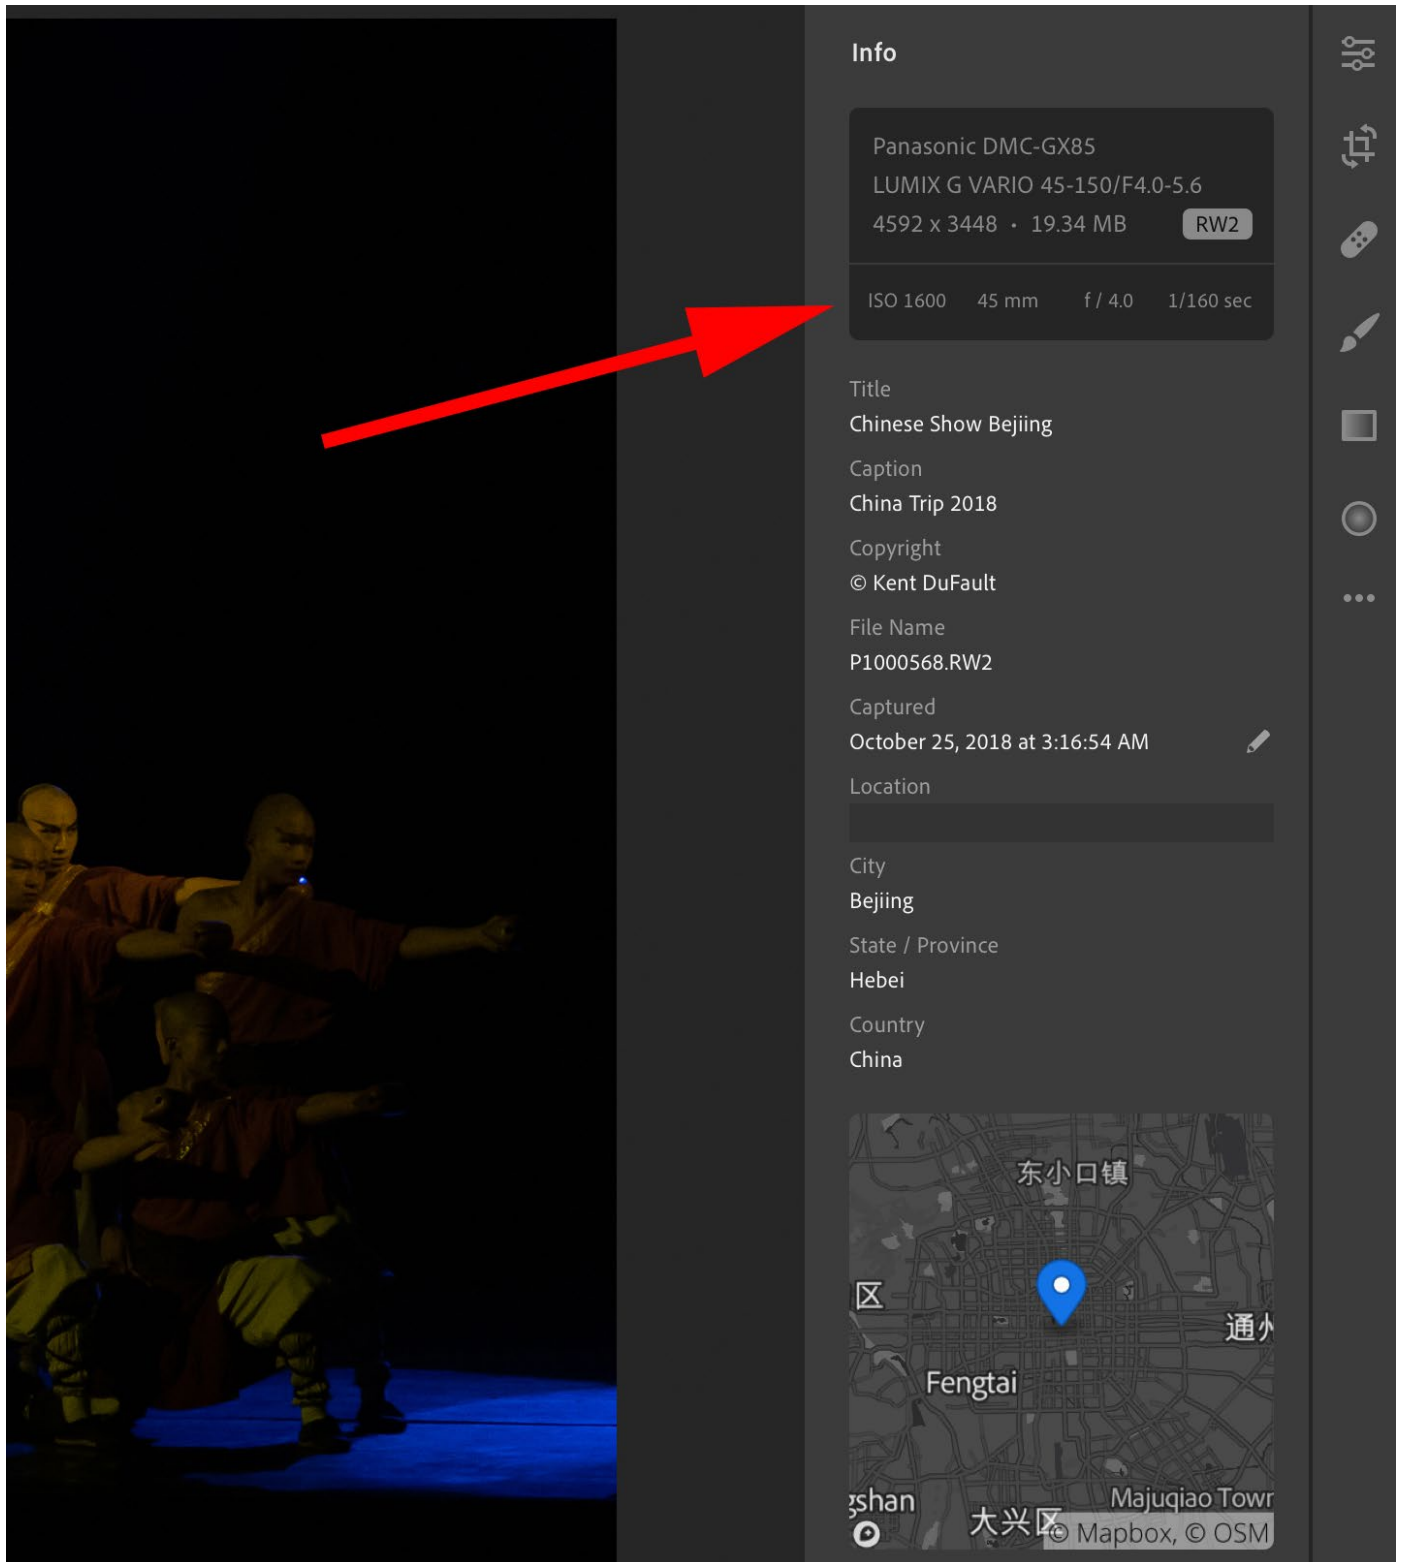 Info
Panasonic DMC-GX85
LUMIX G VARIO 45-150/F4.0-5.6
4592 x 3448 • 19.34 MB RW2
ISO 1600 45 mm f / 4.0 1/160 sec
Title
Chinese Show Bejiing
Caption
China Trip 2018
Copyright
© Kent DuFault
File Name
P1000568.RW2
Captured
October 25, 2018 at 3:16:54 AM
Location
City
Bejiing
State / Province
Hebei
Country
China
东小口镇
区
通州
Fengtai
gshan
Majuqiao Town
大兴区
© Mapbox, © OSM